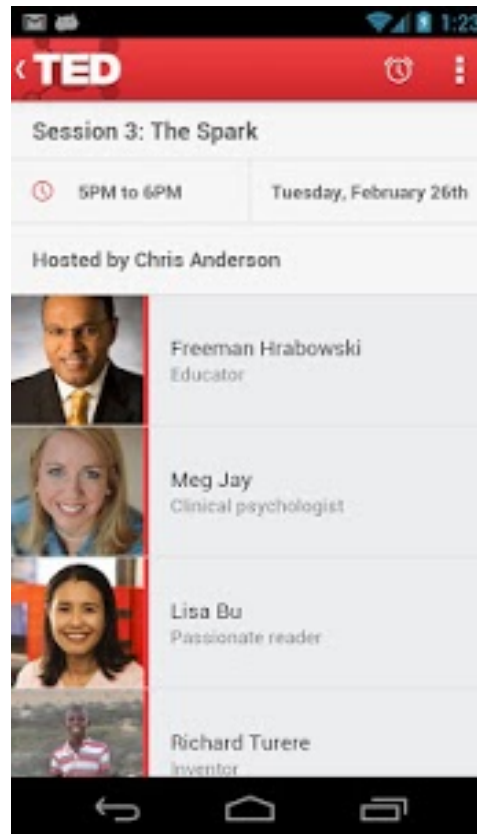 1:23
TED
Session 3: The Spark
5PM to 6PM
Tuesday, February 26th
Hosted by Chris Anderson
Freeman Hrabowski
Educator
Meg Jay
Clinical psychologist
Lisa Bu
Passionate reader
Richard Turere
Inventor